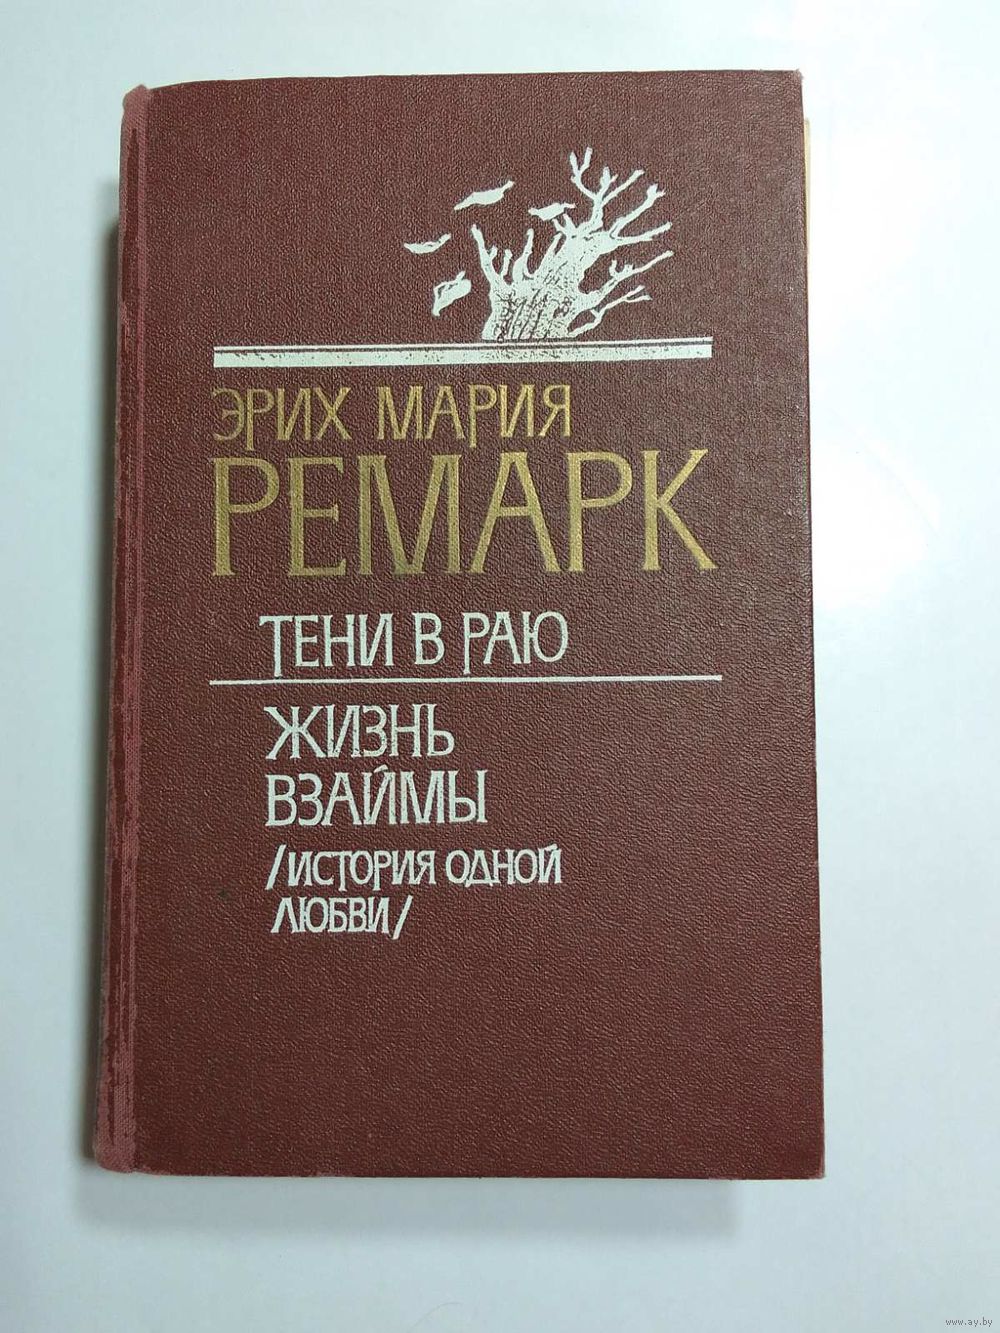 ЭРИХ МАРИЯ
РЕМАРК
ТЕНИ В РАЮ
ЖИЗНЬ
ВЗАЙМЫ
/ИСТОРИЯ ОДНОЙ
ЛЮБВИ/
www.ay.by